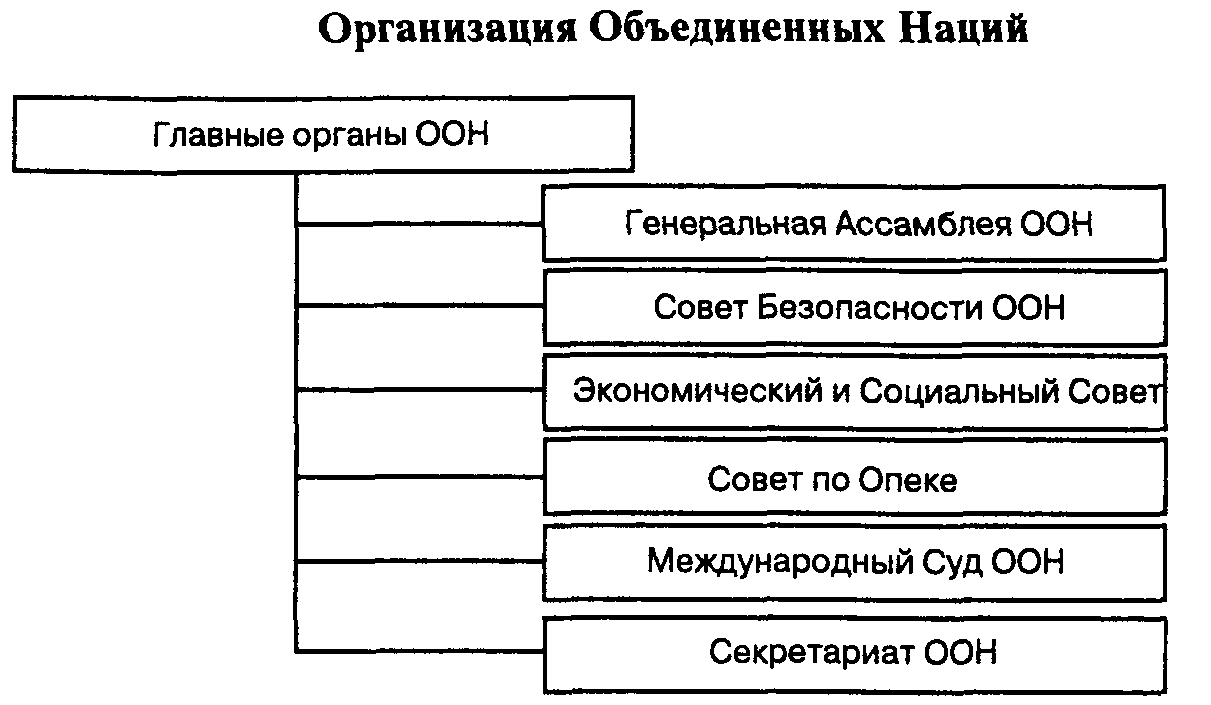 Организация Объединенных Наций
Главные органы ООН
Генеральная Ассамблея ООН
Совет Безопасности ООН
Экономический и Социальный Совет
Совет по Опеке
Международный Суд ООН
Секретариат ООН